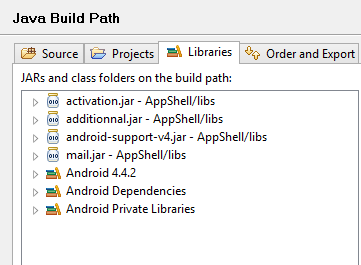 Java Build Path
Source Projects Libraries Order and Export
JARs and class folders on the build path:
activation.jar - AppShell/libs
additionnal.jar - AppShell/libs
android-support-v4.jar - AppShell/libs
mail.jar - AppShell/libs
Android 4.4.2
Android Dependencies
Android Private Libraries